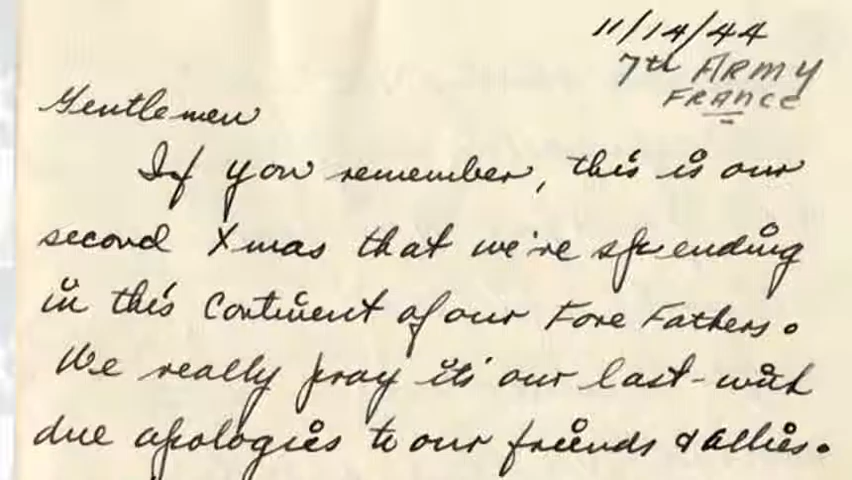 11/14/44
7th ARMY
FRANCE
Gentlemen
If you remember, this is our
second Xmas that we're spending
in this Continent of our Fore Fathers.
We really pray its our last - with
due apologies to our friends & allies.